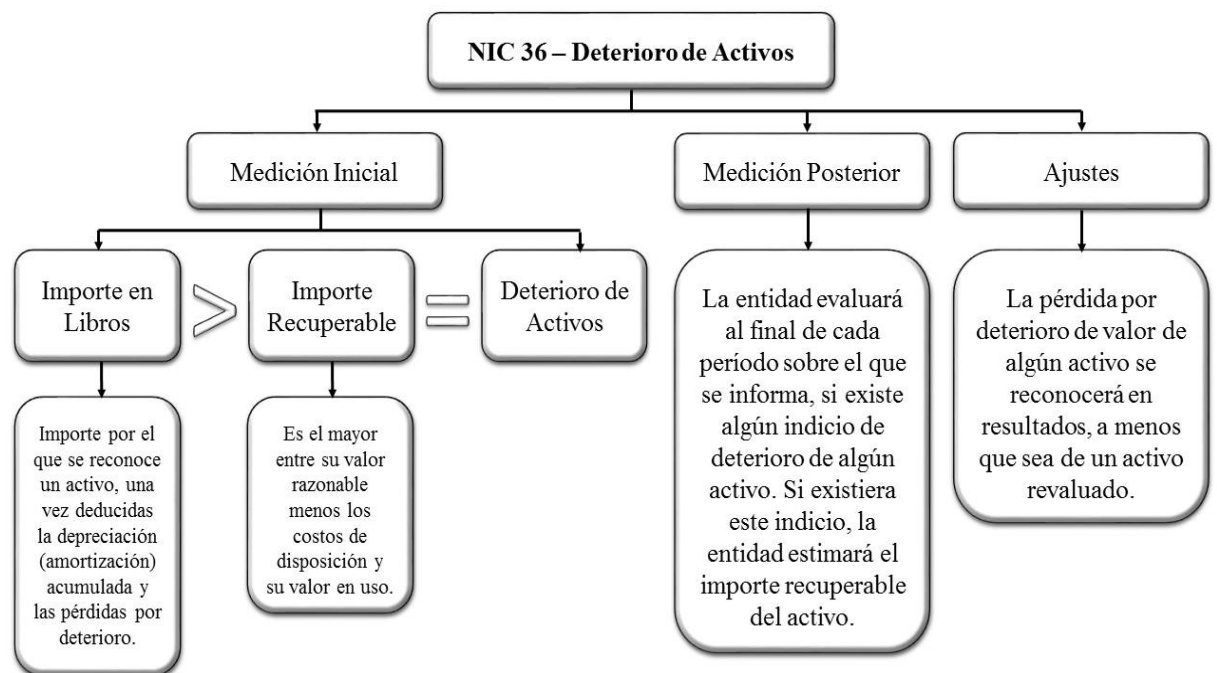 NIC 36 – Deterioro de Activos
Medición Inicial
Medición Posterior
Ajustes
Importe en
Libros
>
Importe
Recuperable
=
Deterioro de
Activos
Importe por el
que se reconoce
un activo, una
vez deducidas
la depreciación
(amortización)
acumulada y
las pérdidas por
deterioro.
Es el mayor
entre su valor
razonable
menos los
costos de
disposición y
su valor en uso.
La entidad evaluará
al final de cada
período sobre el que
se informa, si existe
algún indicio de
deterioro de algún
activo. Si existiera
este indicio, la
entidad estimará el
importe recuperable
del activo.
La pérdida por
deterioro de valor de
algún activo se
reconocerá en
resultados, a menos
que sea de un activo
revaluado.